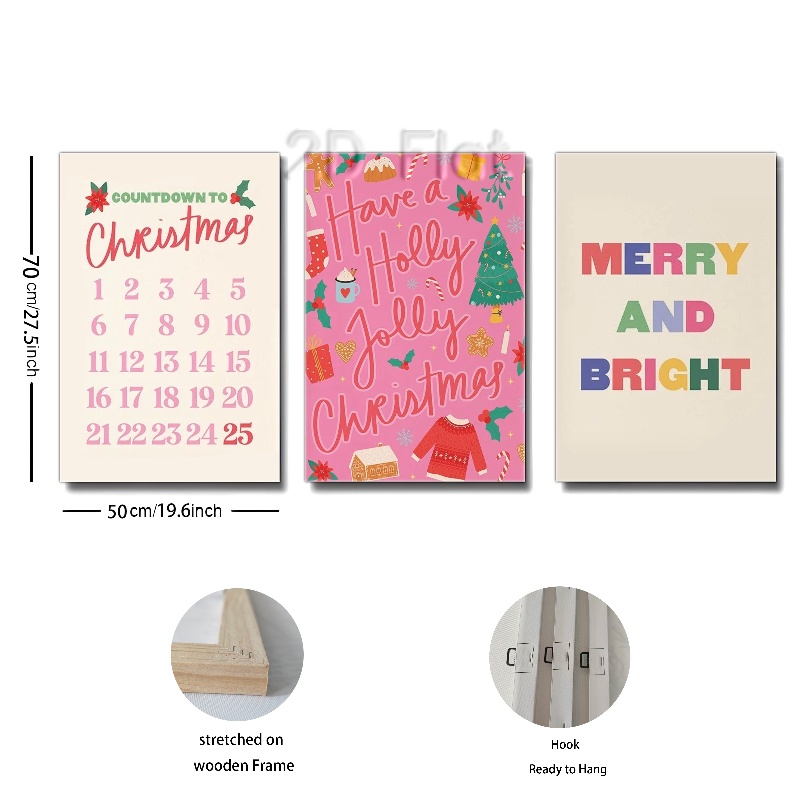 2D Flat
COUNTDOWN TO
Christmas
1 2 3 4 5
6 7 8 9 10
11 12 13 14 15
16 17 18 19 20
21 22 23 24 25
Have a
Holly
Jolly
Christmas
MERRY
AND
BRIGHT
70cm/27.5inch
50cm/19.6inch
stretched on
wooden Frame
Hook
Ready to Hang